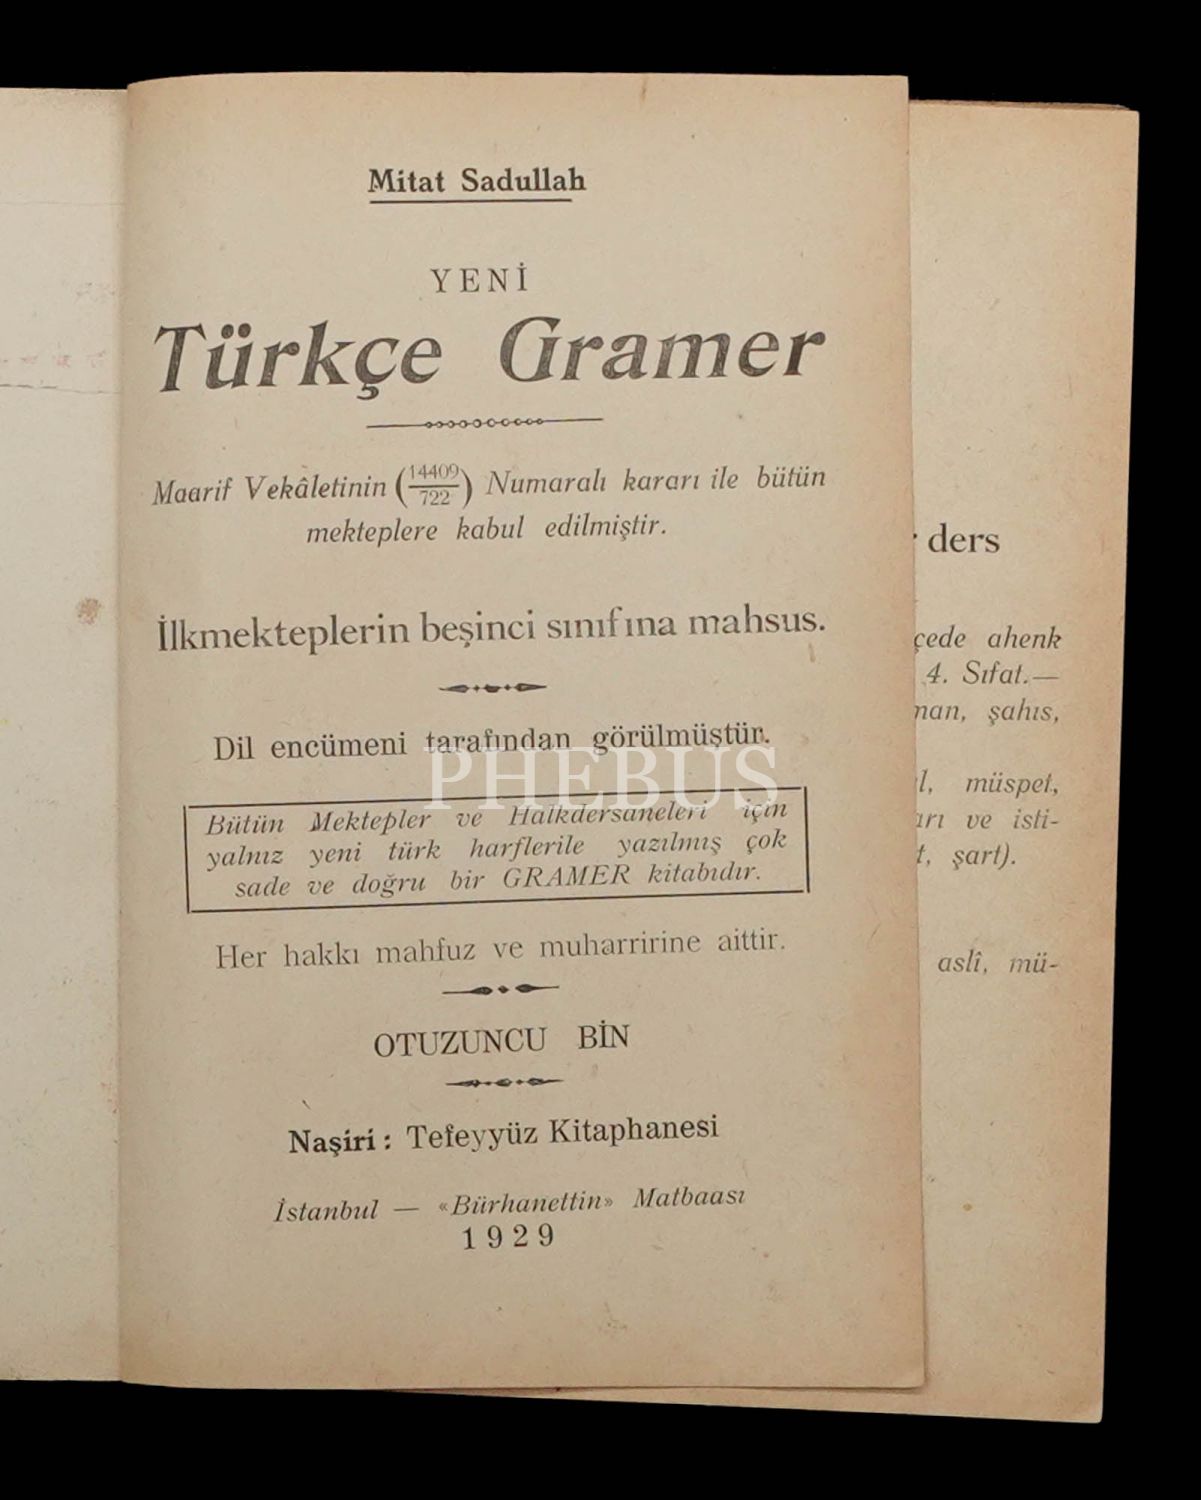 Mitat Sadullah
YENİ
Türkçe Gramer
Maarif Vekâletinin (14409/722) Numaralı kararı ile bütün
mekteplere kabul edilmiştir.
İlkmekteplerin beşinci sınıfına mahsus.
Dil encümeni tarafından görülmüştür.
PHEBUS
Bütün Mektepler ve Halkdersaneleri için
yalnız yeni türk harflerile yazılmış çok
sade ve doğru bir GRAMER kitabıdır.
Her hakkı mahfuz ve muharririne aittir.
OTUZUNCU BİN
Naşiri: Tefeyyüz Kitaphanesi
İstanbul — «Bürhanettin» Matbaası
1929
ders
çede ahenk
4. Sıfat.—
man, şahıs,
l, müspet,
arı ve isti-
t, şart).
aslî, mü-